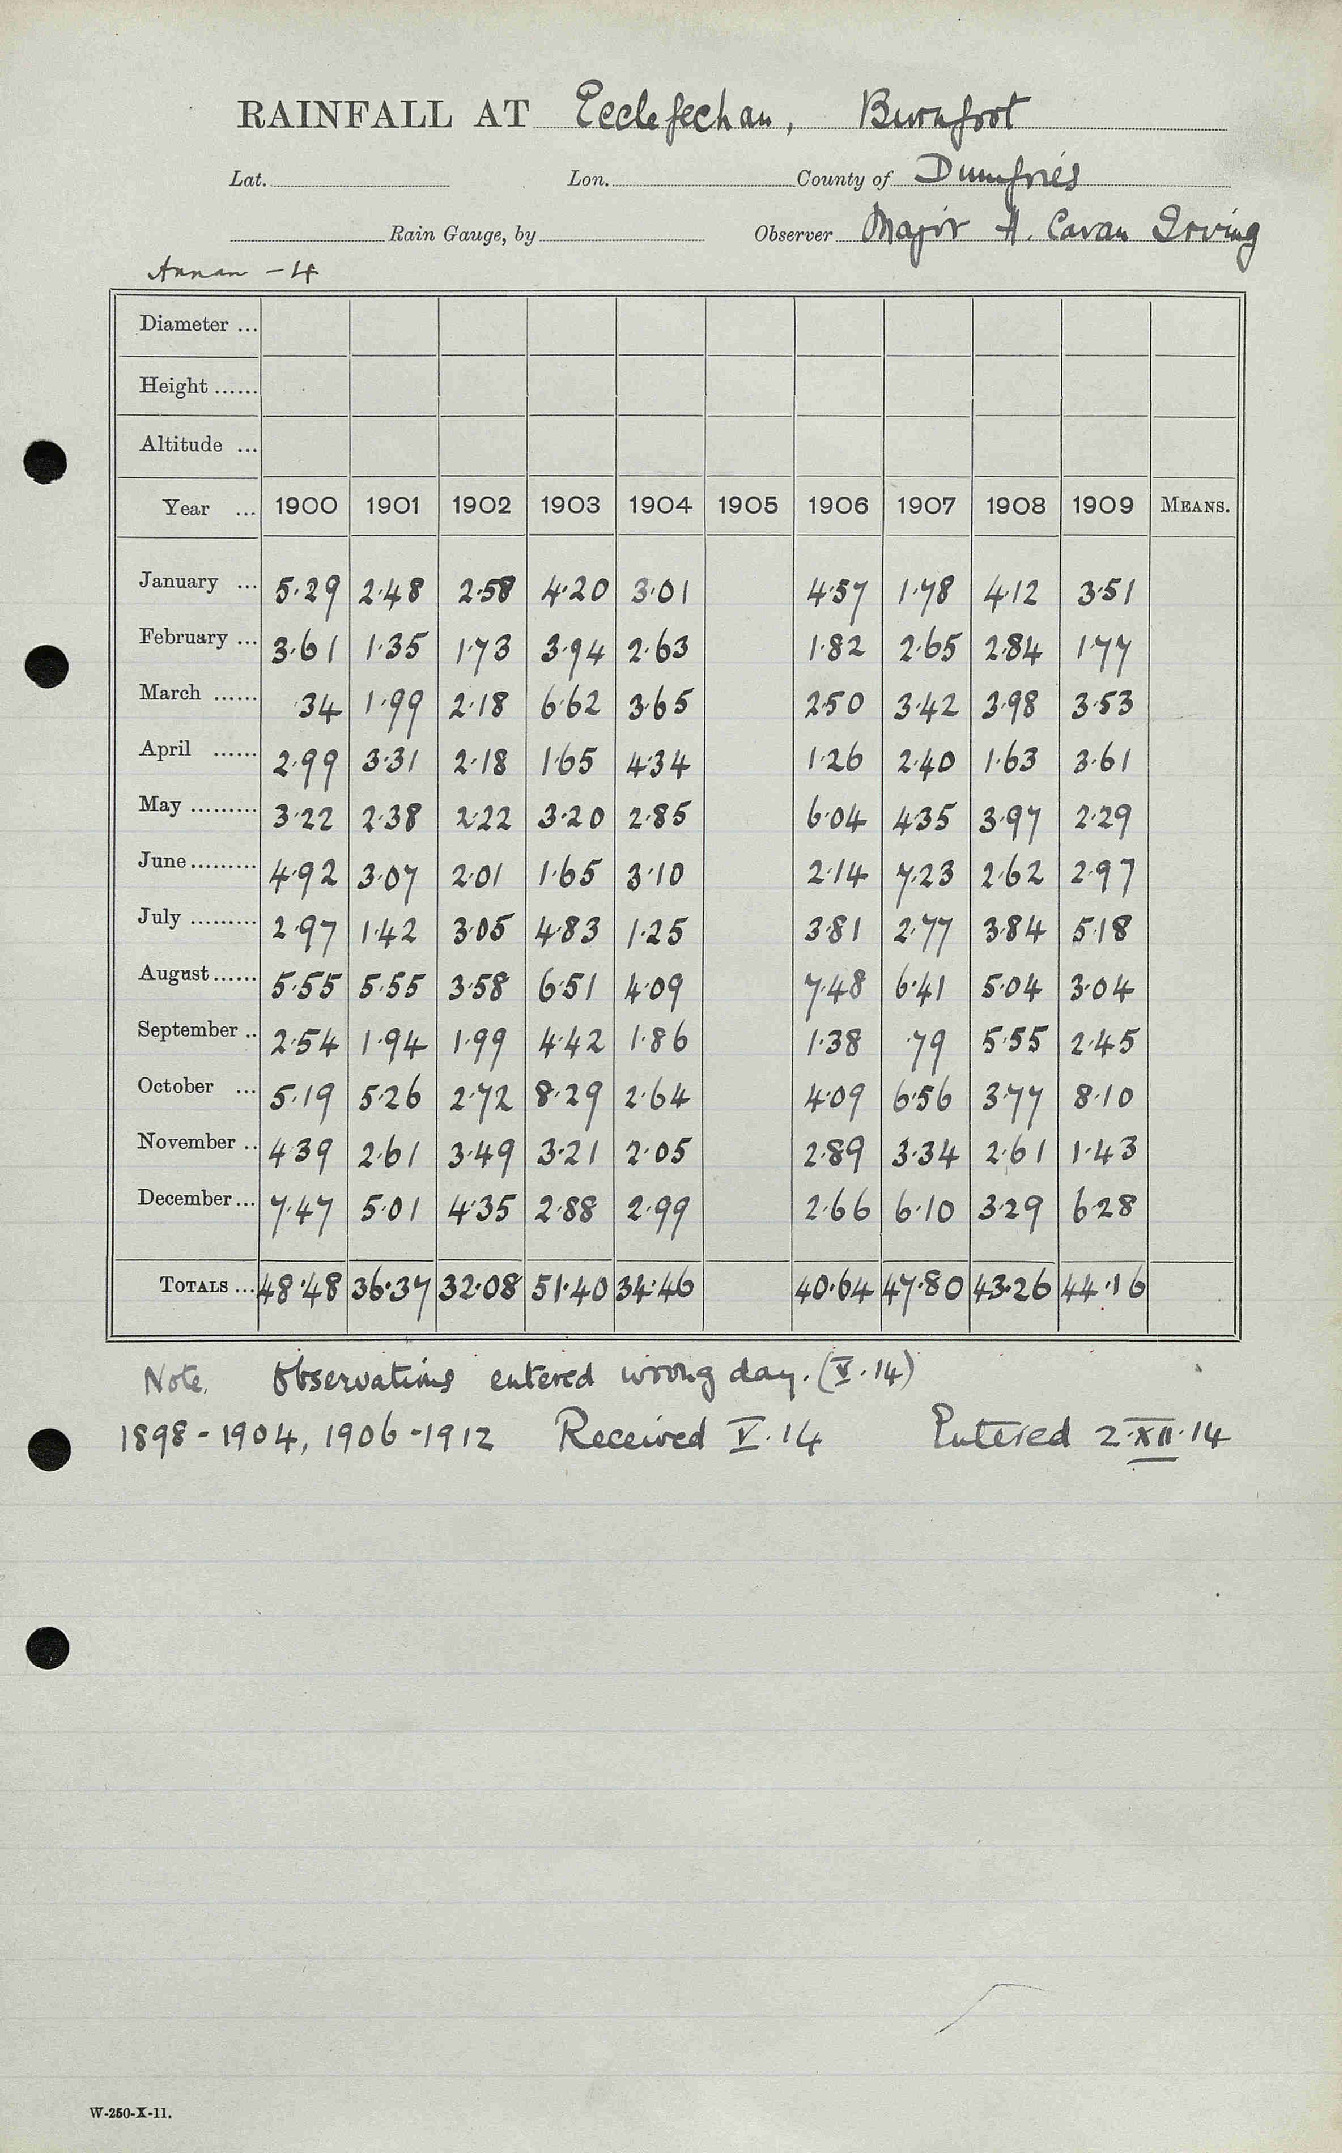 RAINFALL AT Ecclefechan, Burnfoot
Lat. Lon. County of Dumfries
Rain Gauge, by Observer Major A. Cavan Irving
Annan - 4
Diameter ...
Height ......
Altitude ...
Year ... 1900 1901 1902 1903 1904 1905 1906 1907 1908 1909 MEANS.
January ... 5.29 2.48 2.58 4.20 3.01 4.57 1.78 4.12 3.51
February ... 3.61 1.35 1.73 3.94 2.63 1.82 2.65 2.84 1.77
March ...... .34 1.99 2.18 6.62 3.65 2.50 3.42 3.98 3.53
April ...... 2.99 3.31 2.18 1.65 4.34 1.26 2.40 1.63 3.61
May ......... 3.22 2.38 2.22 3.20 2.85 6.04 4.35 3.97 2.29
June ......... 4.92 3.07 2.01 1.65 3.10 2.14 7.23 2.62 2.97
July ......... 2.97 1.42 3.05 4.83 1.25 3.81 2.77 3.84 5.18
August ...... 5.55 5.55 3.58 6.51 4.09 7.48 6.41 5.04 3.04
September .. 2.54 1.94 1.99 4.42 1.86 1.38 .79 5.55 2.45
October ... 5.19 5.26 2.72 8.29 2.64 4.09 6.56 3.77 8.10
November .. 4.39 2.61 3.49 3.21 2.05 2.89 3.34 2.61 1.43
December ... 7.47 5.01 4.35 2.88 2.99 2.66 6.10 3.29 6.28
TOTALS ... 48.48 36.37 32.08 51.40 34.46 40.64 47.80 43.26 44.16
Note. Observations entered wrong day. (V.14)
1898-1904, 1906-1912 Received V.14 Entered 2.XII.14
W-250-X-11.